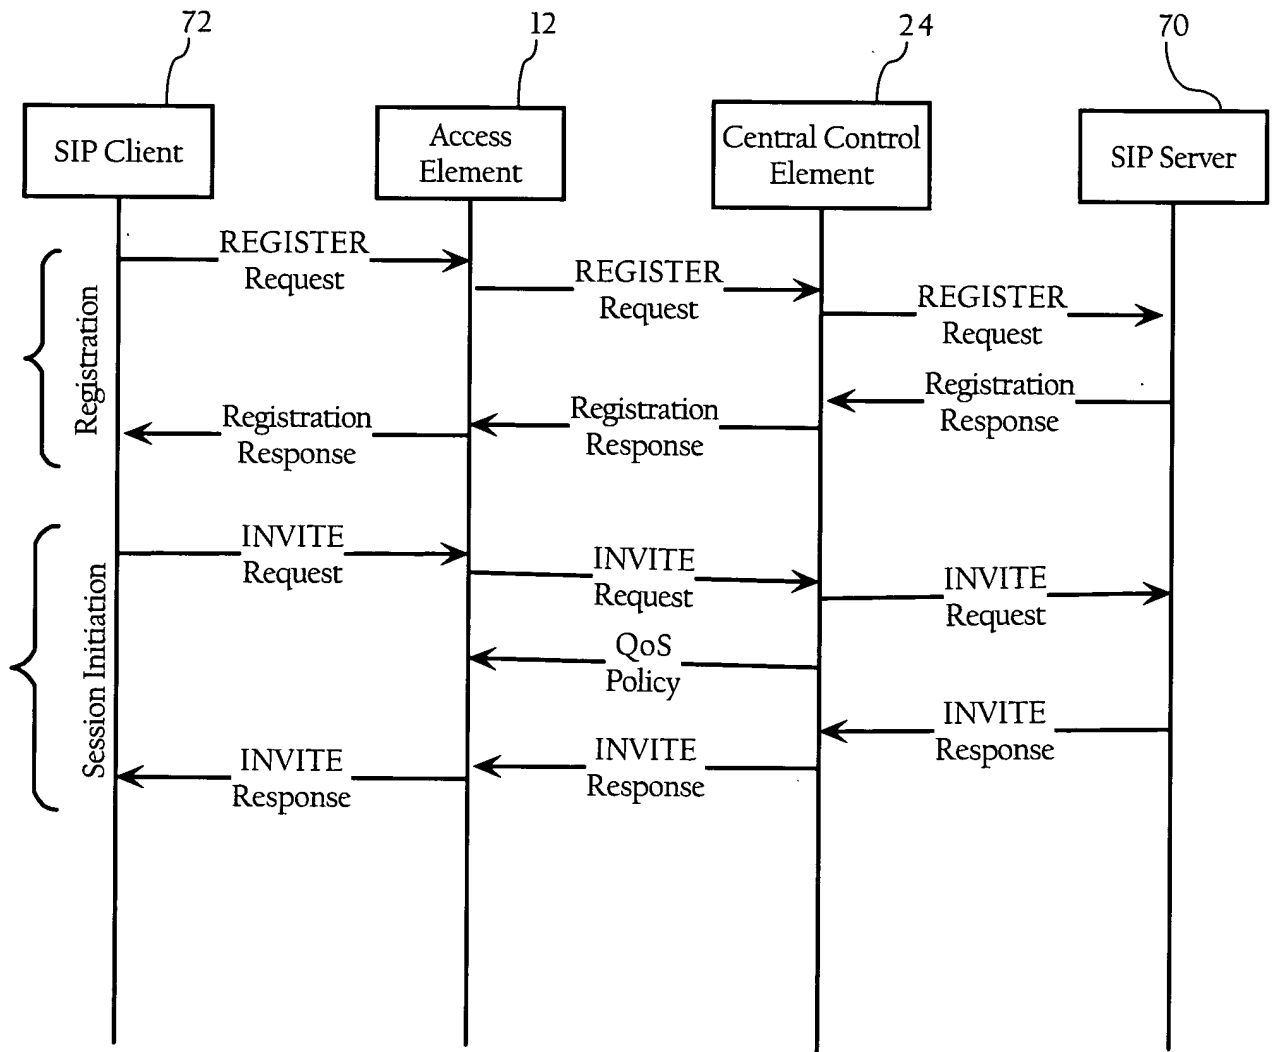 72
12
24
70
SIP Client
Access
Element
Central Control
Element
SIP Server
Registration
REGISTER
Request
REGISTER
Request
REGISTER
Request
Registration
Response
Registration
Response
Registration
Response
Session Initiation
INVITE
Request
INVITE
Request
INVITE
Request
QoS
Policy
INVITE
Response
INVITE
Response
INVITE
Response